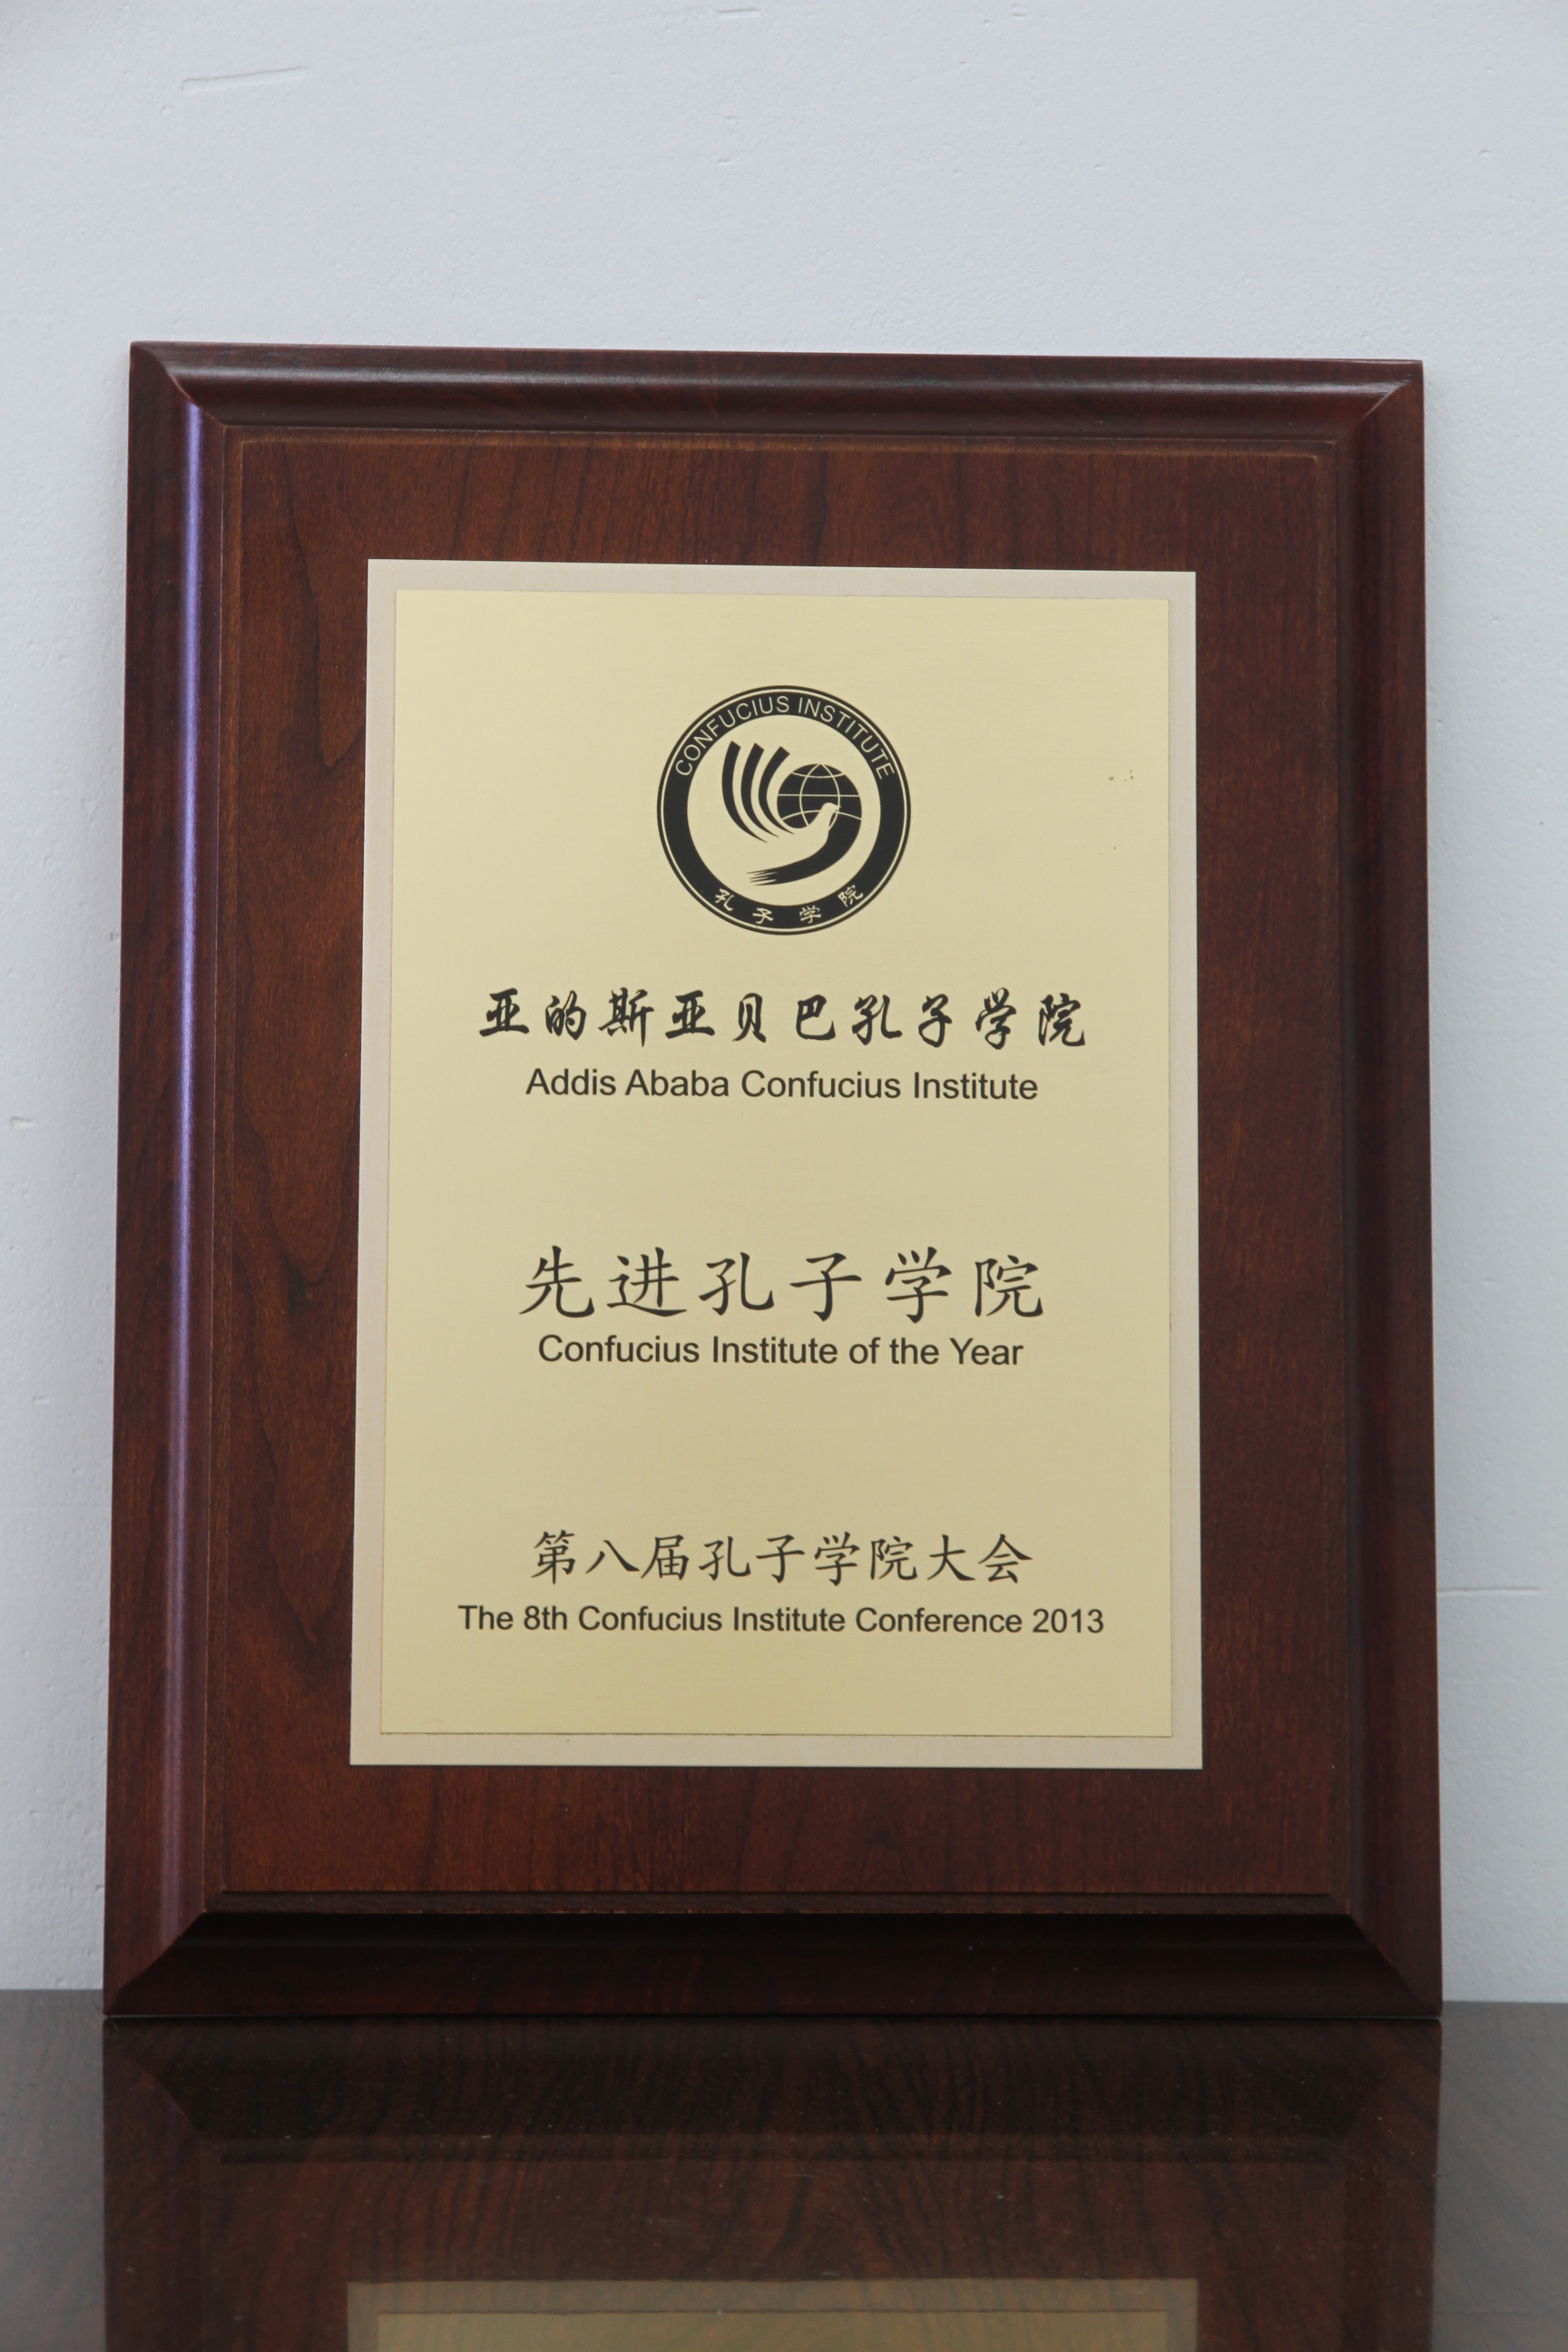 CONFUCIUS INSTITUTE
孔子学院
亚的斯亚贝巴孔子学院
Addis Ababa Confucius Institute
先进孔子学院
Confucius Institute of the Year
第八届孔子学院大会
The 8th Confucius Institute Conference 2013